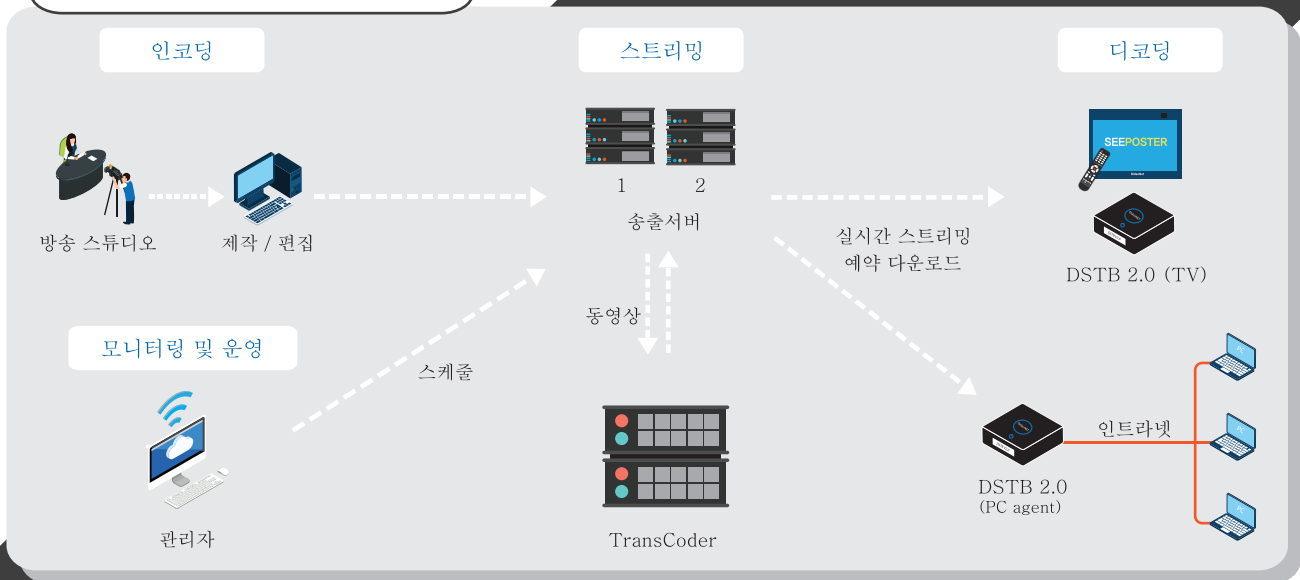 인코딩
스트리밍
디코딩
SEEPOSTER
1
2
방송 스튜디오
제작 / 편집
송출서버
실시간 스트리밍
예약 다운로드
DSTB 2.0 (TV)
모니터링 및 운영
동영상
스케줄
PC
인트라넷
PC
DSTB 2.0
(PC agent)
PC
관리자
TransCoder